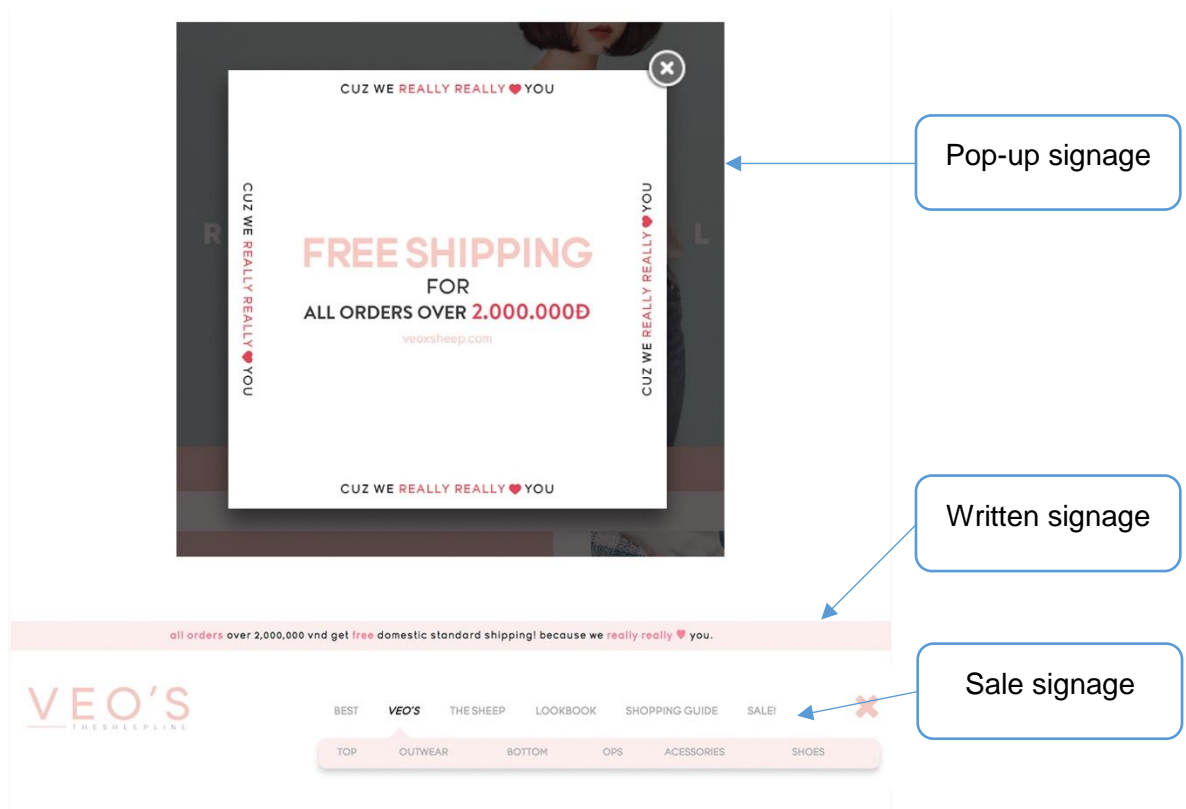 CUZ WE REALLY REALLY ♥ YOU
Pop-up signage
CUZ WE REALLY REALLY ♥ YOU
CUZ WE REALLY REALLY ♥ YOU
R
L
FREE SHIPPING
FOR
ALL ORDERS OVER 2.000.000Đ
veoxsheep.com
CUZ WE REALLY REALLY ♥ YOU
Written signage
all orders over 2,000,000 vnd get free domestic standard shipping! because we really really ♥ you.
Sale signage
VEO'S
THESHEEPLINE
BEST VEO'S THE SHEEP LOOKBOOK SHOPPING GUIDE SALE!
TOP OUTWEAR BOTTOM OPS ACESSORIES SHOES